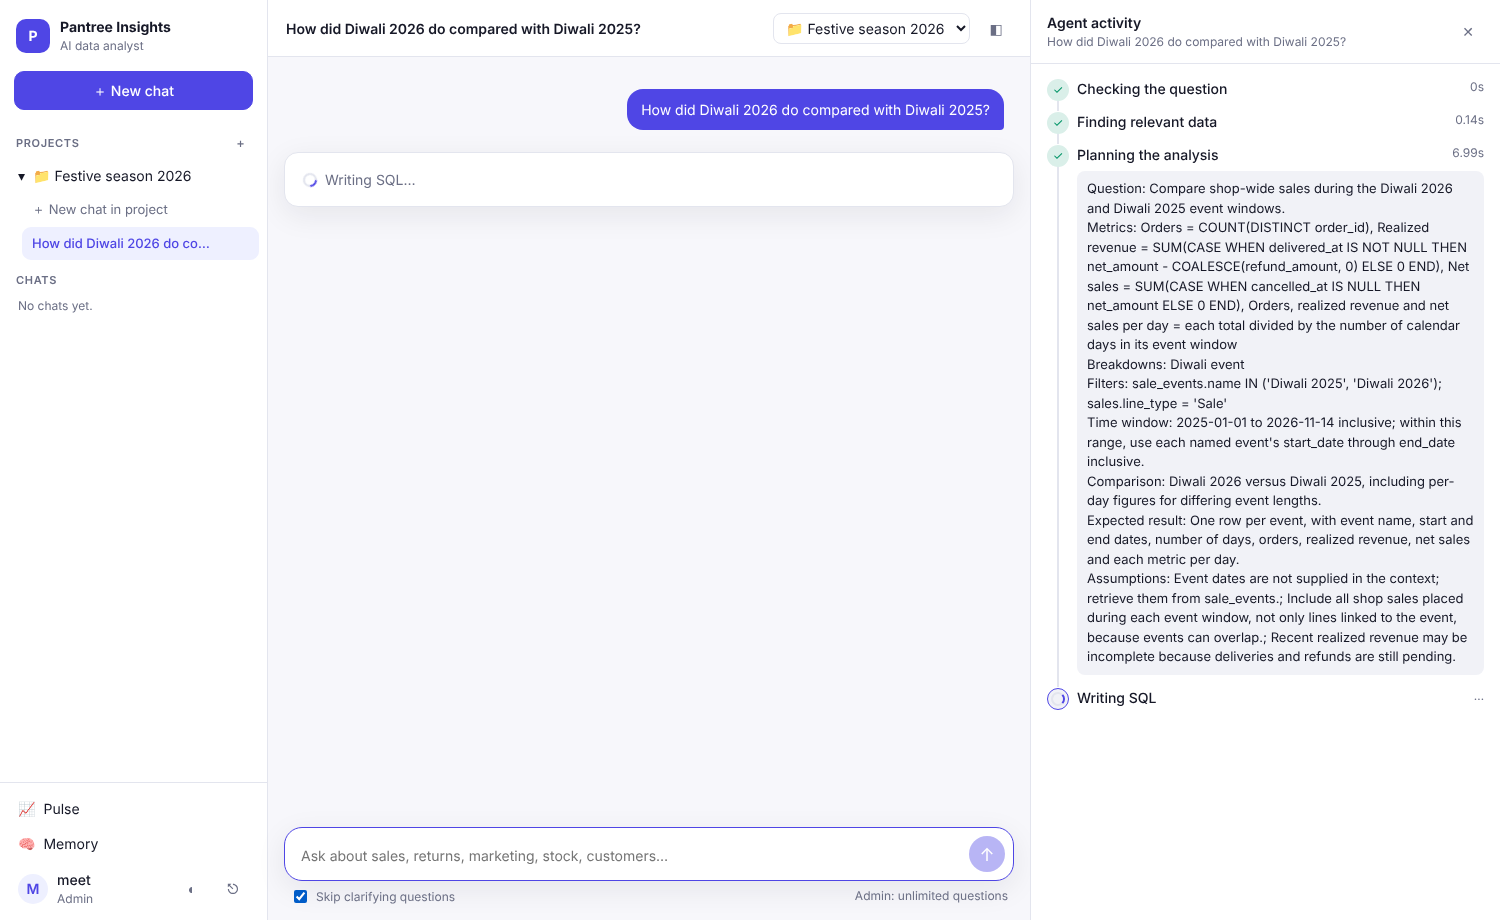 P
Pantree Insights
AI data analyst
+ New chat
PROJECTS +
▼ 📁 Festive season 2026
+ New chat in project
How did Diwali 2026 do co...
CHATS
No chats yet.
📈 Pulse
🧠 Memory
M
meet
Admin
How did Diwali 2026 do compared with Diwali 2025?
📁 Festive season 2026
How did Diwali 2026 do compared with Diwali 2025?
Writing SQL...
Ask about sales, returns, marketing, stock, customers...
Skip clarifying questions
Admin: unlimited questions
Agent activity
How did Diwali 2026 do compared with Diwali 2025?
✕
Checking the question 0s
Finding relevant data 0.14s
Planning the analysis 6.99s
Question: Compare shop-wide sales during the Diwali 2026
and Diwali 2025 event windows.
Metrics: Orders = COUNT(DISTINCT order_id), Realized
revenue = SUM(CASE WHEN delivered_at IS NOT NULL THEN
net_amount - COALESCE(refund_amount, 0) ELSE 0 END), Net
sales = SUM(CASE WHEN cancelled_at IS NULL THEN
net_amount ELSE 0 END), Orders, realized revenue and net
sales per day = each total divided by the number of calendar
days in its event window
Breakdowns: Diwali event
Filters: sale_events.name IN ('Diwali 2025', 'Diwali 2026');
sales.line_type = 'Sale'
Time window: 2025-01-01 to 2026-11-14 inclusive; within this
range, use each named event's start_date through end_date
inclusive.
Comparison: Diwali 2026 versus Diwali 2025, including per-
day figures for differing event lengths.
Expected result: One row per event, with event name, start and
end dates, number of days, orders, realized revenue, net sales
and each metric per day.
Assumptions: Event dates are not supplied in the context;
retrieve them from sale_events.; Include all shop sales placed
during each event window, not only lines linked to the event,
because events can overlap.; Recent realized revenue may be
incomplete because deliveries and refunds are still pending.
Writing SQL ...